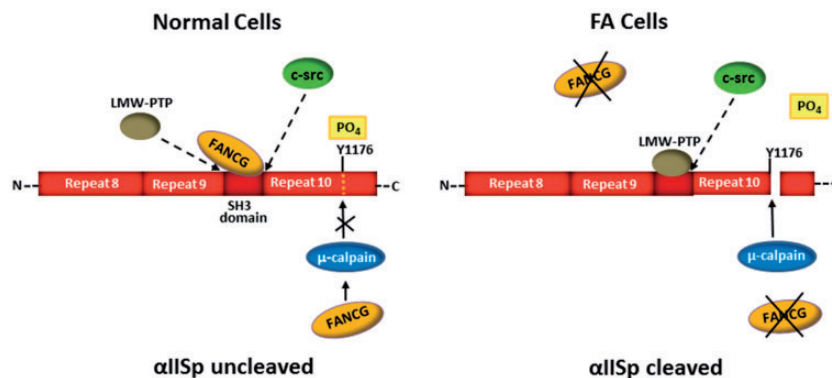 Normal Cells
c-src
LMW-PTP
FANCG
PO4
Y1176
N
Repeat 8
Repeat 9
Repeat 10
C
SH3
domain
μ-calpain
FANCG
αIISp uncleaved
FA Cells
FANCG
c-src
PO4
LMW-PTP
Y1176
N
Repeat 8
Repeat 9
Repeat 10
μ-calpain
FANCG
αIISp cleaved